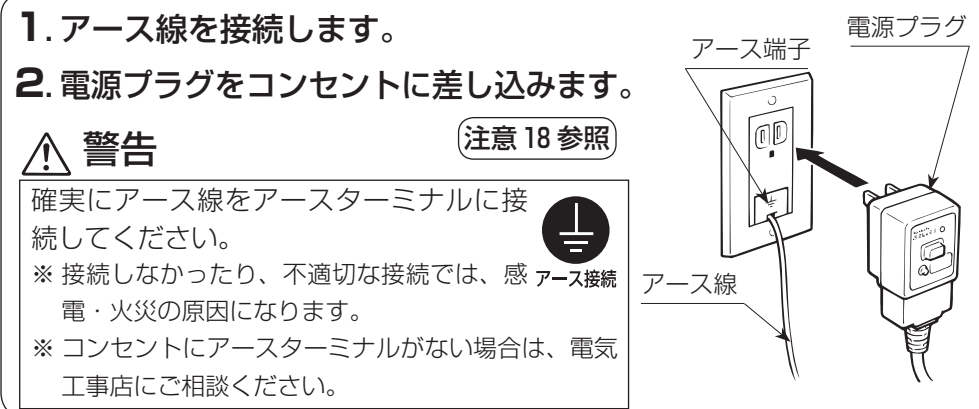 1. アース線を接続します。
2. 電源プラグをコンセントに差し込みます。
警告
注意 18 参照
確実にアース線をアースターミナルに接
続してください。
※ 接続しなかったり、不適切な接続では、感
電・火災の原因になります。
※ コンセントにアースターミナルがない場合は、電気
工事店にご相談ください。
アース接続
アース端子
電源プラグ
アース線